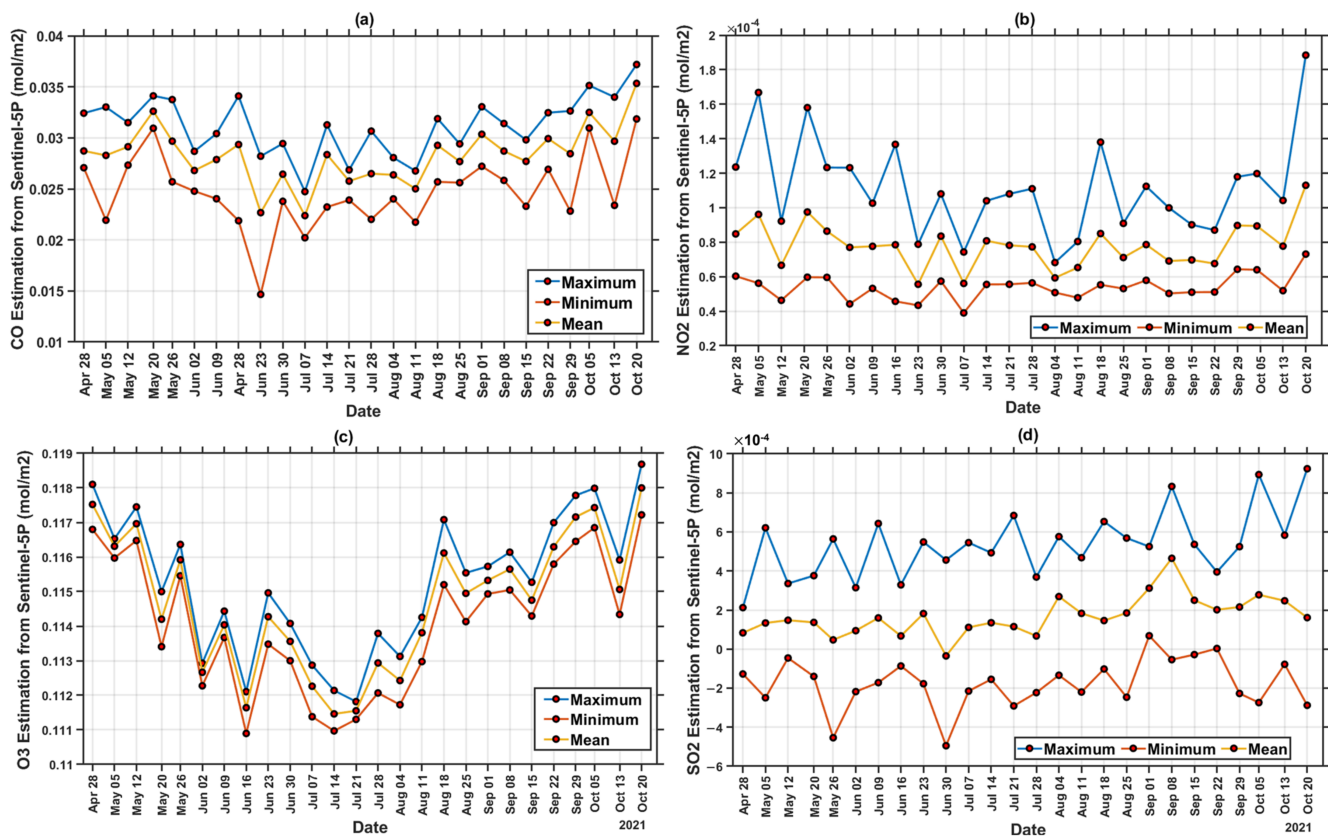 (a)
CO Estimation from Sentinel-5P (mol/m2)
0.04
0.035
0.03
0.025
0.02
0.015
0.01
Maximum
Minimum
Mean
Apr 28 May 05 May 12 May 20 May 26 Jun 02 Jun 09 Apr 28 Jun 23 Jun 30 Jul 07 Jul 14 Jul 21 Jul 28 Aug 04 Aug 11 Aug 18 Aug 25 Sep 01 Sep 08 Sep 15 Sep 22 Sep 29 Oct 05 Oct 13 Oct 20
Date
(b)
×10⁻⁴
NO2 Estimation from Sentinel-5P (mol/m2)
2
1.8
1.6
1.4
1.2
1
0.8
0.6
0.4
0.2
Maximum Minimum Mean
Apr 28 May 05 May 12 May 20 May 26 Jun 02 Jun 09 Jun 16 Jun 23 Jun 30 Jul 07 Jul 14 Jul 21 Jul 28 Aug 04 Aug 11 Aug 18 Aug 25 Sep 01 Sep 08 Sep 15 Sep 22 Sep 29 Oct 05 Oct 13 Oct 20
Date
(c)
O3 Estimation from Sentinel-5P (mol/m2)
0.119
0.118
0.117
0.116
0.115
0.114
0.113
0.112
0.111
0.11
Maximum
Minimum
Mean
Apr 28 May 05 May 12 May 20 May 26 Jun 02 Jun 09 Jun 16 Jun 23 Jun 30 Jul 07 Jul 14 Jul 21 Jul 28 Aug 04 Aug 11 Aug 18 Aug 25 Sep 01 Sep 08 Sep 15 Sep 22 Sep 29 Oct 05 Oct 13 Oct 20
Date
2021
(d)
×10⁻⁴
SO2 Estimation from Sentinel-5P (mol/m2)
10
8
6
4
2
0
−2
−4
−6
Maximum Minimum Mean
Apr 28 May 05 May 12 May 20 May 26 Jun 02 Jun 09 Jun 16 Jun 23 Jun 30 Jul 07 Jul 14 Jul 21 Jul 28 Aug 04 Aug 11 Aug 18 Aug 25 Sep 01 Sep 08 Sep 15 Sep 22 Sep 29 Oct 05 Oct 13 Oct 20
Date
2021